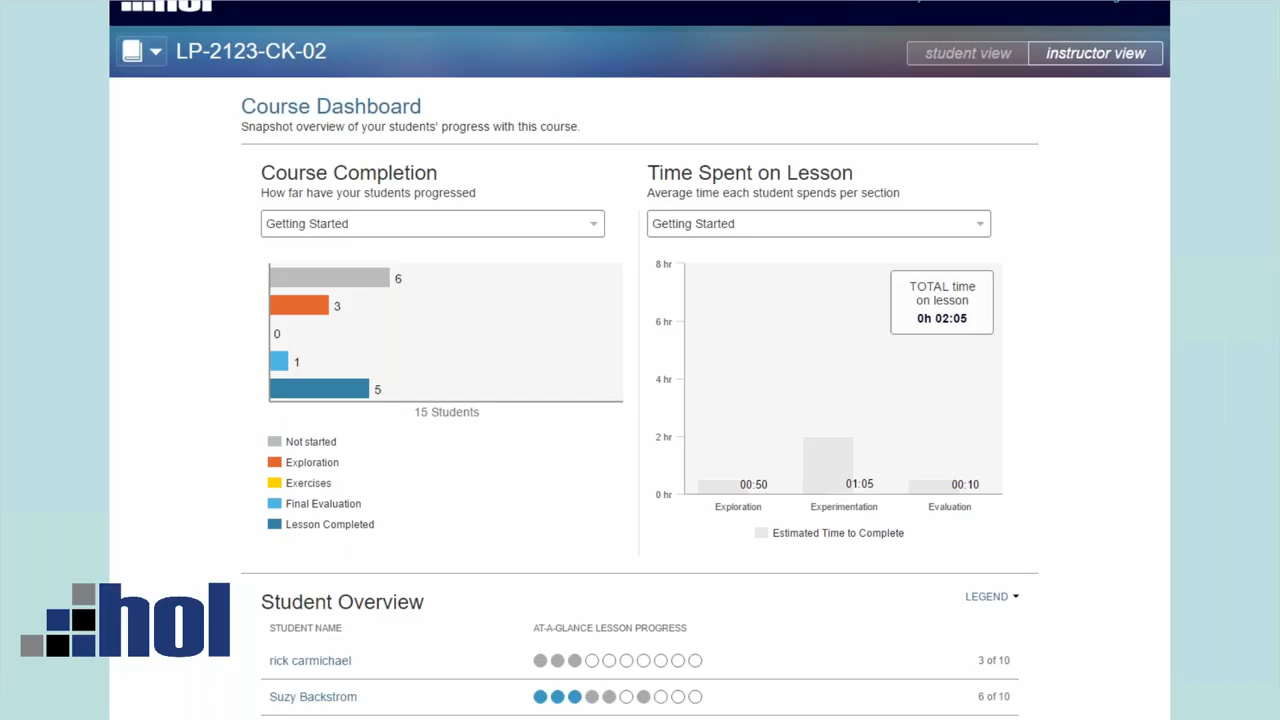 hol
LP-2123-CK-02
student view
instructor view
Course Dashboard
Snapshot overview of your students' progress with this course.
Course Completion
How far have your students progressed
Getting Started
6
3
0
1
5
15 Students
Not started
Exploration
Exercises
Final Evaluation
Lesson Completed
Time Spent on Lesson
Average time each student spends per section
Getting Started
8 hr
6 hr
4 hr
2 hr
0 hr
TOTAL time
on lesson
0h 02:05
00:50
01:05
00:10
Exploration
Experimentation
Evaluation
Estimated Time to Complete
hol
Student Overview
LEGEND
STUDENT NAME
AT-A-GLANCE LESSON PROGRESS
rick carmichael
3 of 10
Suzy Backstrom
6 of 10